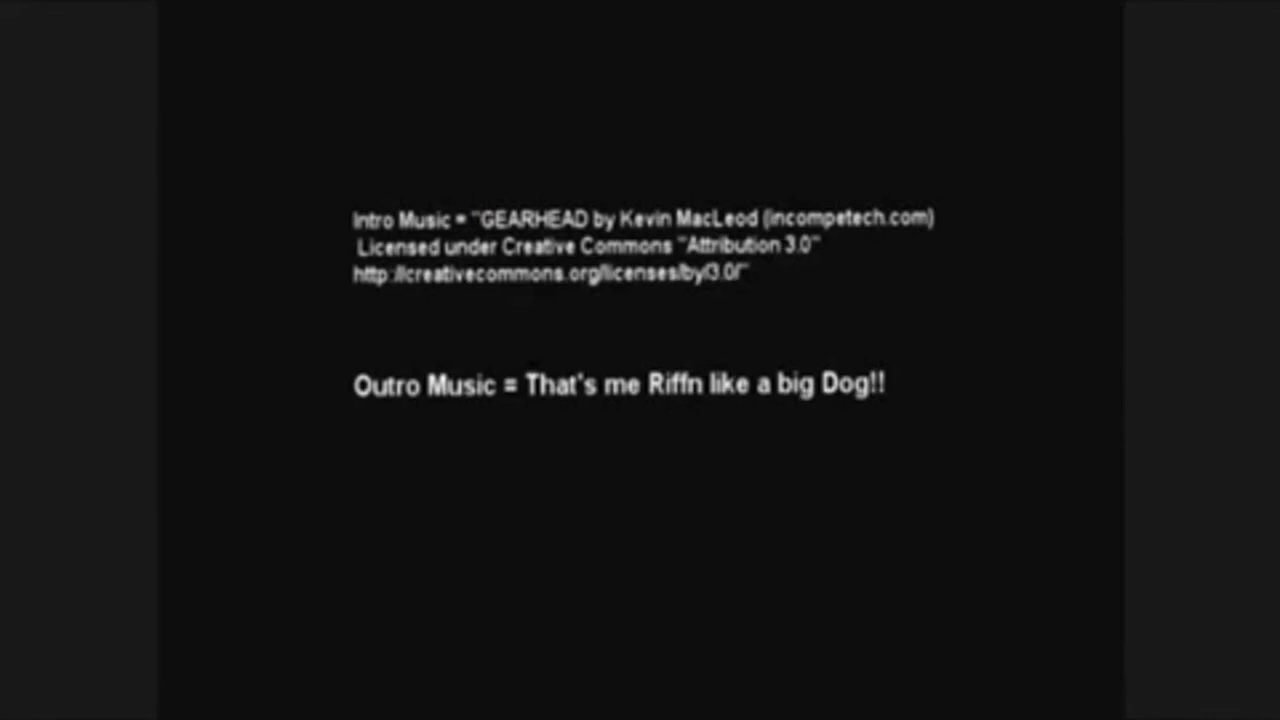 Intro Music = "GEARHEAD by Kevin MacLeod (incompetech.com)
Licensed under Creative Commons "Attribution 3.0"
http://creativecommons.org/licenses/by/3.0/"
Outro Music = That's me Riffn like a big Dog!!